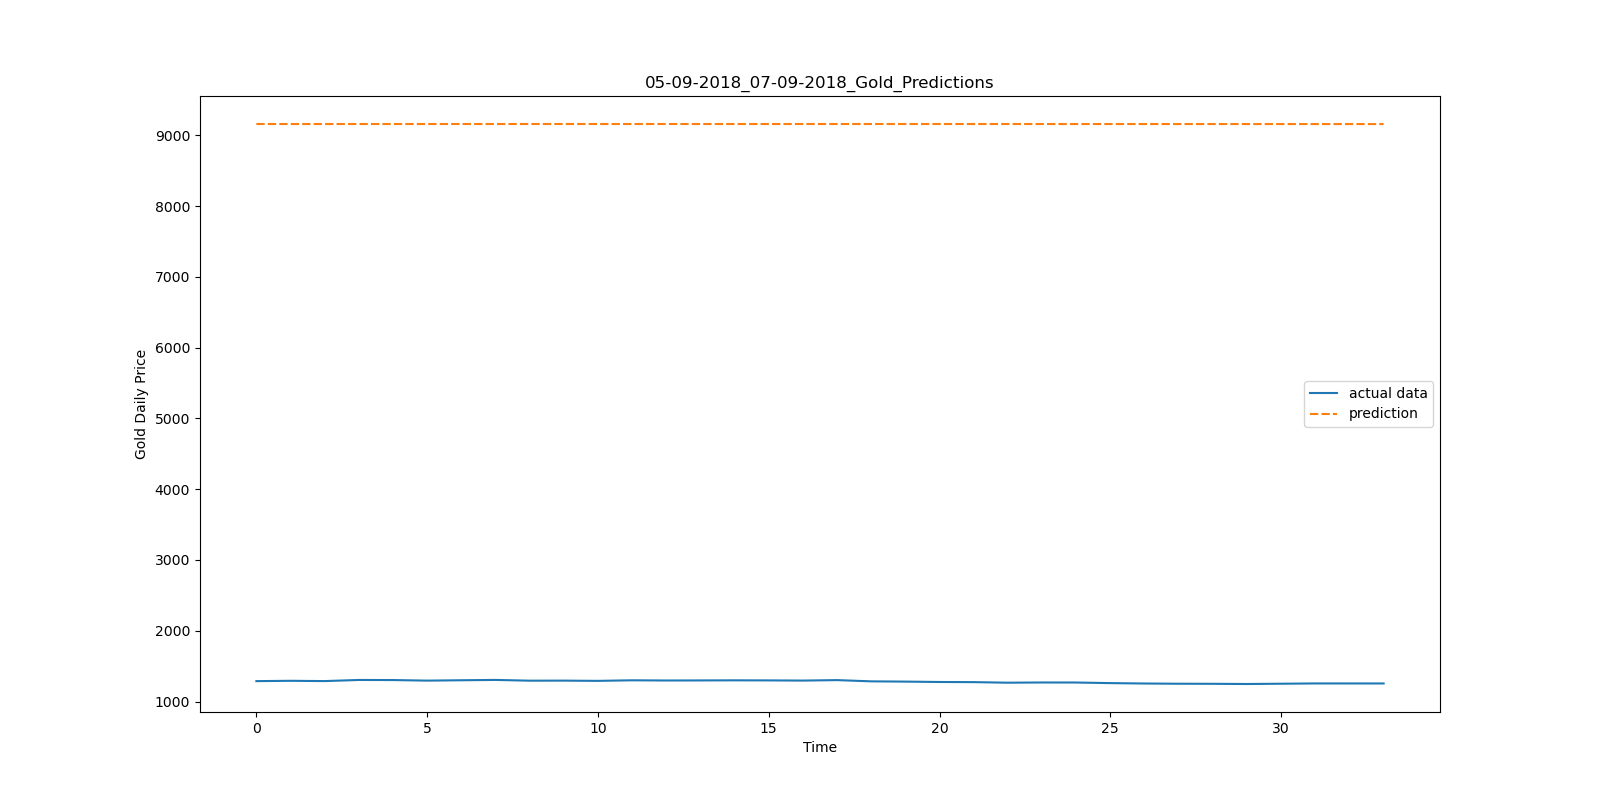 05-09-2018_07-09-2018_Gold_Predictions
Gold Daily Price
9000
8000
7000
6000
5000
4000
3000
2000
1000
actual data
prediction
0 5 10 15 20 25 30
Time